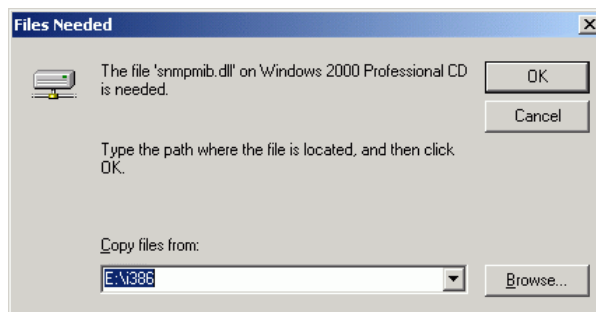 Files Needed
The file 'snmpmib.dll' on Windows 2000 Professional CD
is needed.
OK
Cancel
Type the path where the file is located, and then click
OK.
Copy files from:
E:\i386
Browse...